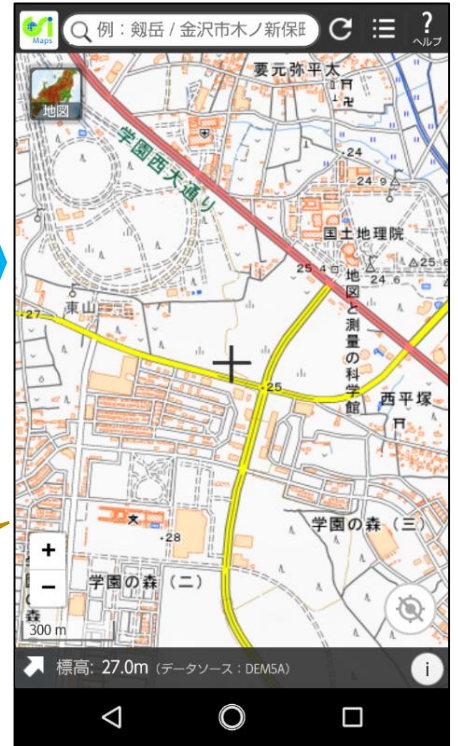 Maps
例：剱岳 / 金沢市木ノ新保町
?
ヘルプ
地図
要元弥平太
学園西大通り
24
24.9
国土地理院
25.4
25.6
24.6
地図と測量の科学館
東山
27
25
西平塚
28
学園の森（三）
学園の森（二）
森
+
−
300 m
標高: 27.0m（データソース：DEM5A）
i